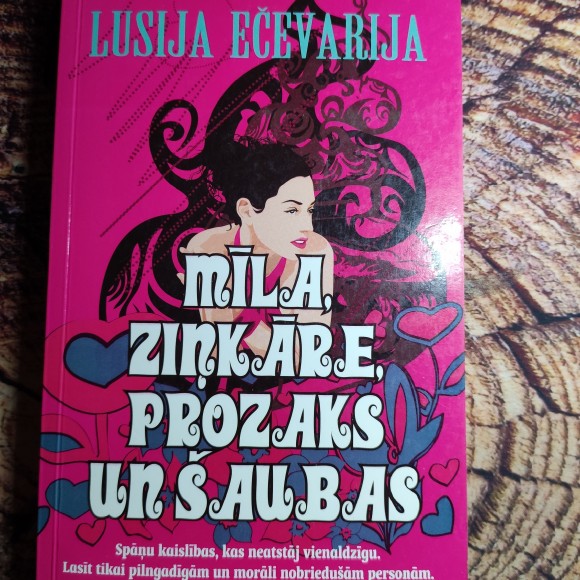 LUSIJA EČEVARIJA
MĪLA,
ZIŅKĀRE,
PROZAKS
UN ŠAUBAS
Spāņu kaislības, kas neatstāj vienaldzīgu.
Lasīt tikai pilngadīgām un morāli nobriedušām personām.